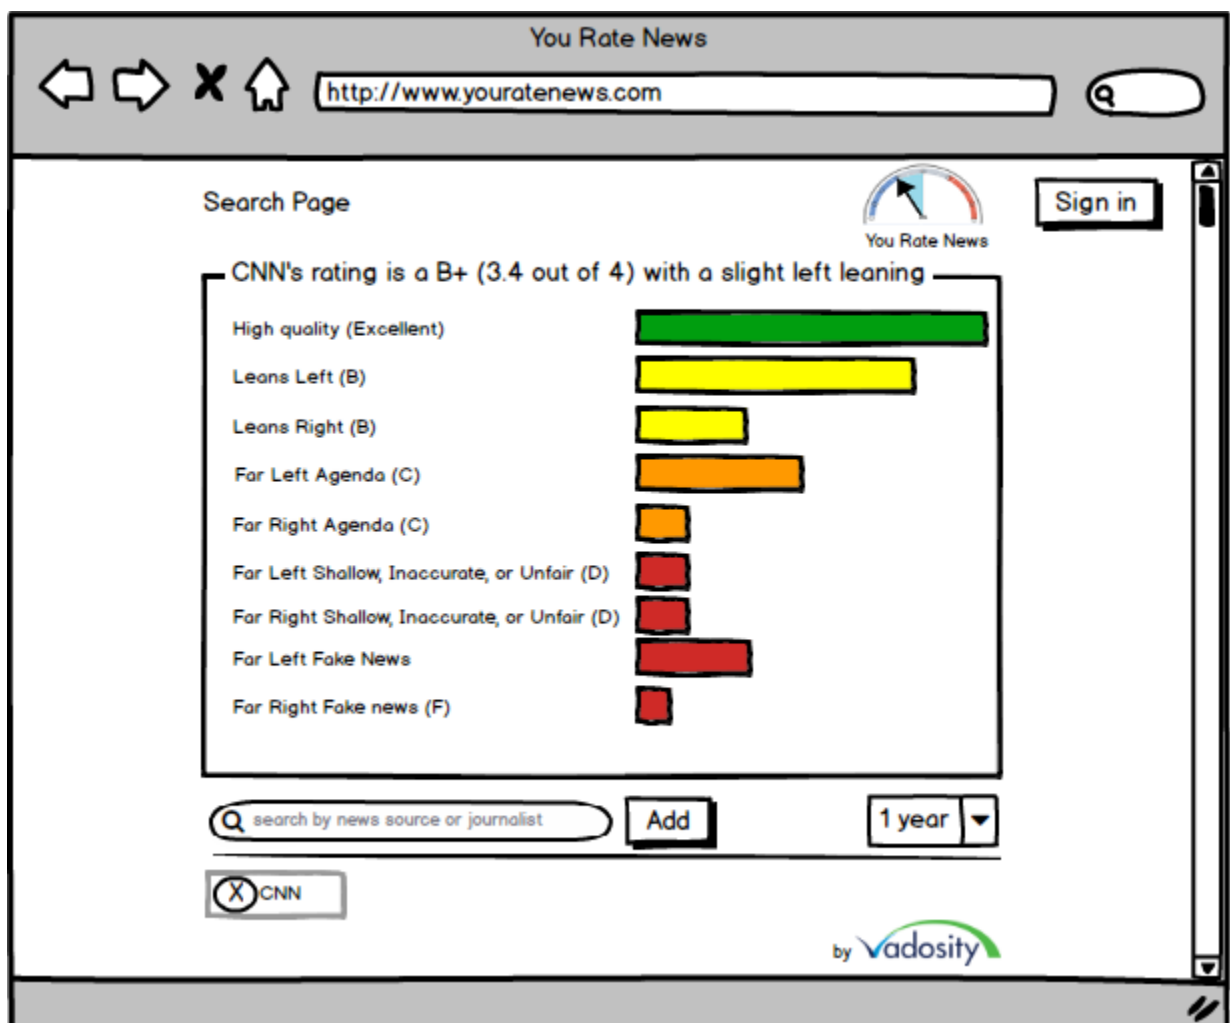 You Rate News
http://www.youratenews.com
Search Page
You Rate News
Sign in
CNN's rating is a B+ (3.4 out of 4) with a slight left leaning
High quality (Excellent)
Leans Left (B)
Leans Right (B)
Far Left Agenda (C)
Far Right Agenda (C)
Far Left Shallow, Inaccurate, or Unfair (D)
Far Right Shallow, Inaccurate, or Unfair (D)
Far Left Fake News
Far Right Fake news (F)
search by news source or journalist
Add
1 year
X CNN
by Vadosity